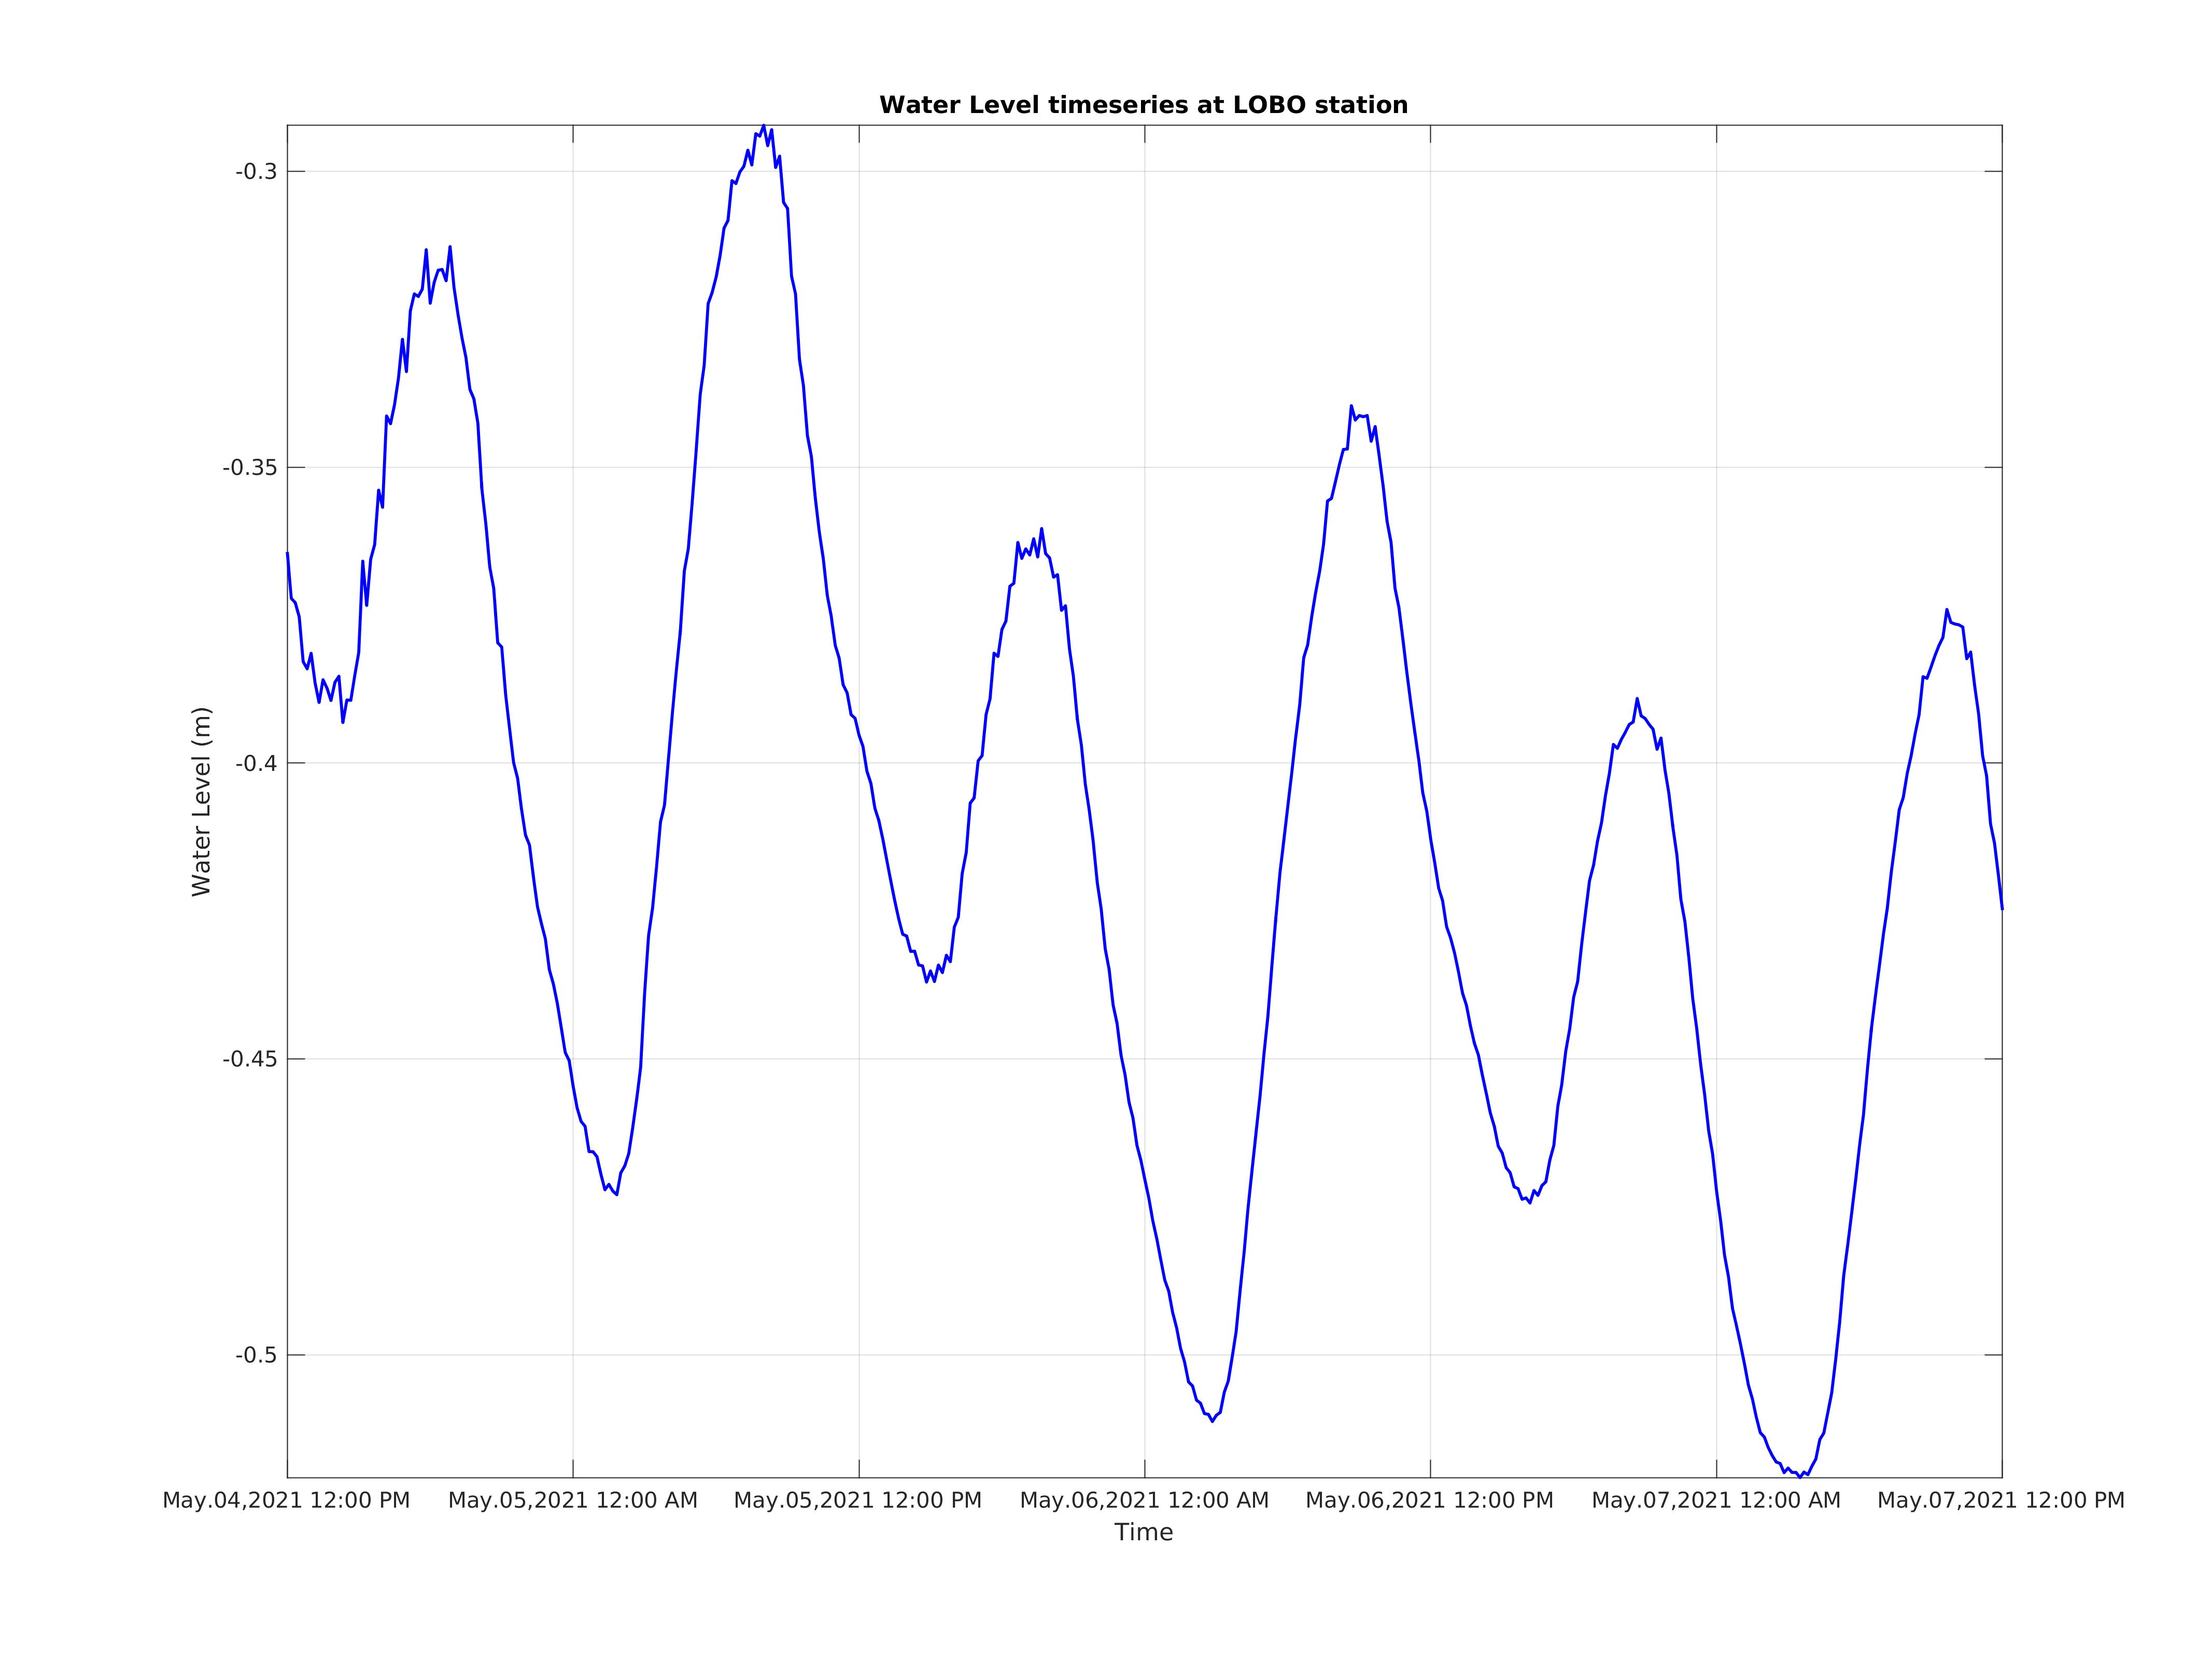 Water Level timeseries at LOBO station
-0.3
-0.35
-0.4
-0.45
-0.5
Water Level (m)
May.04,2021 12:00 PM May.05,2021 12:00 AM May.05,2021 12:00 PM May.06,2021 12:00 AM May.06,2021 12:00 PM May.07,2021 12:00 AM May.07,2021 12:00 PM
Time